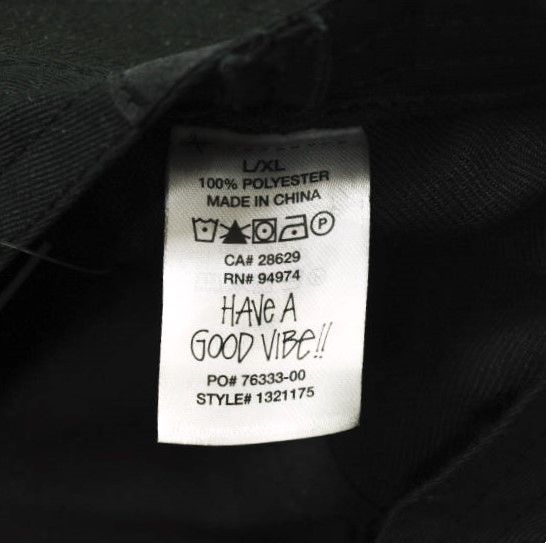 L/XL
100% POLYESTER
MADE IN CHINA
P
CA# 28629
RN# 94974
HAVE A
GOOD VIBE!!
PO# 76333-00
STYLE# 1321175